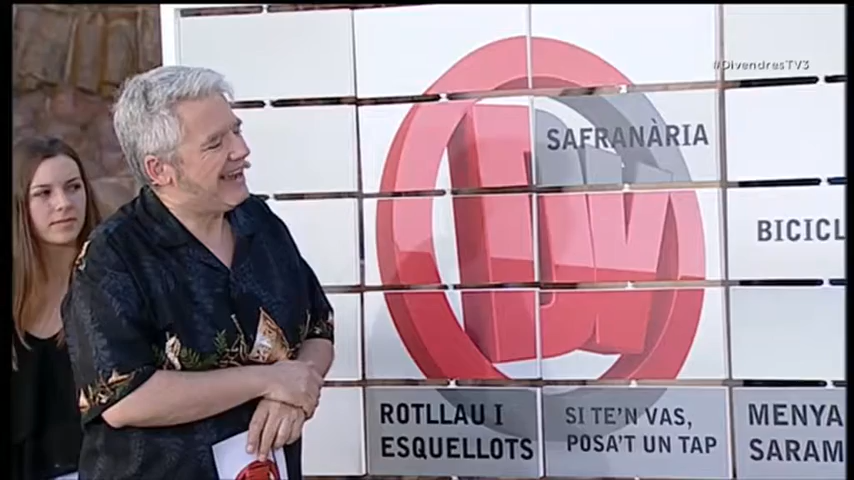 #DivendresTV3
SAFRANÀRIA
BICICL
ROTLLAU I
ESQUELLOTS
SI TE'N VAS,
POSA'T UN TAP
MENYA
SARAM